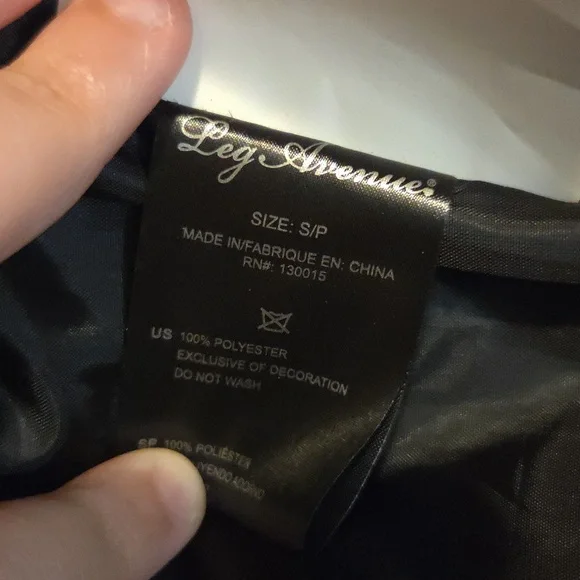 Leg Avenue®
SIZE: S/P
MADE IN/FABRIQUE EN: CHINA
RN#: 130015
US 100% POLYESTER
EXCLUSIVE OF DECORATION
DO NOT WASH
SP 100% POLIÉSTER